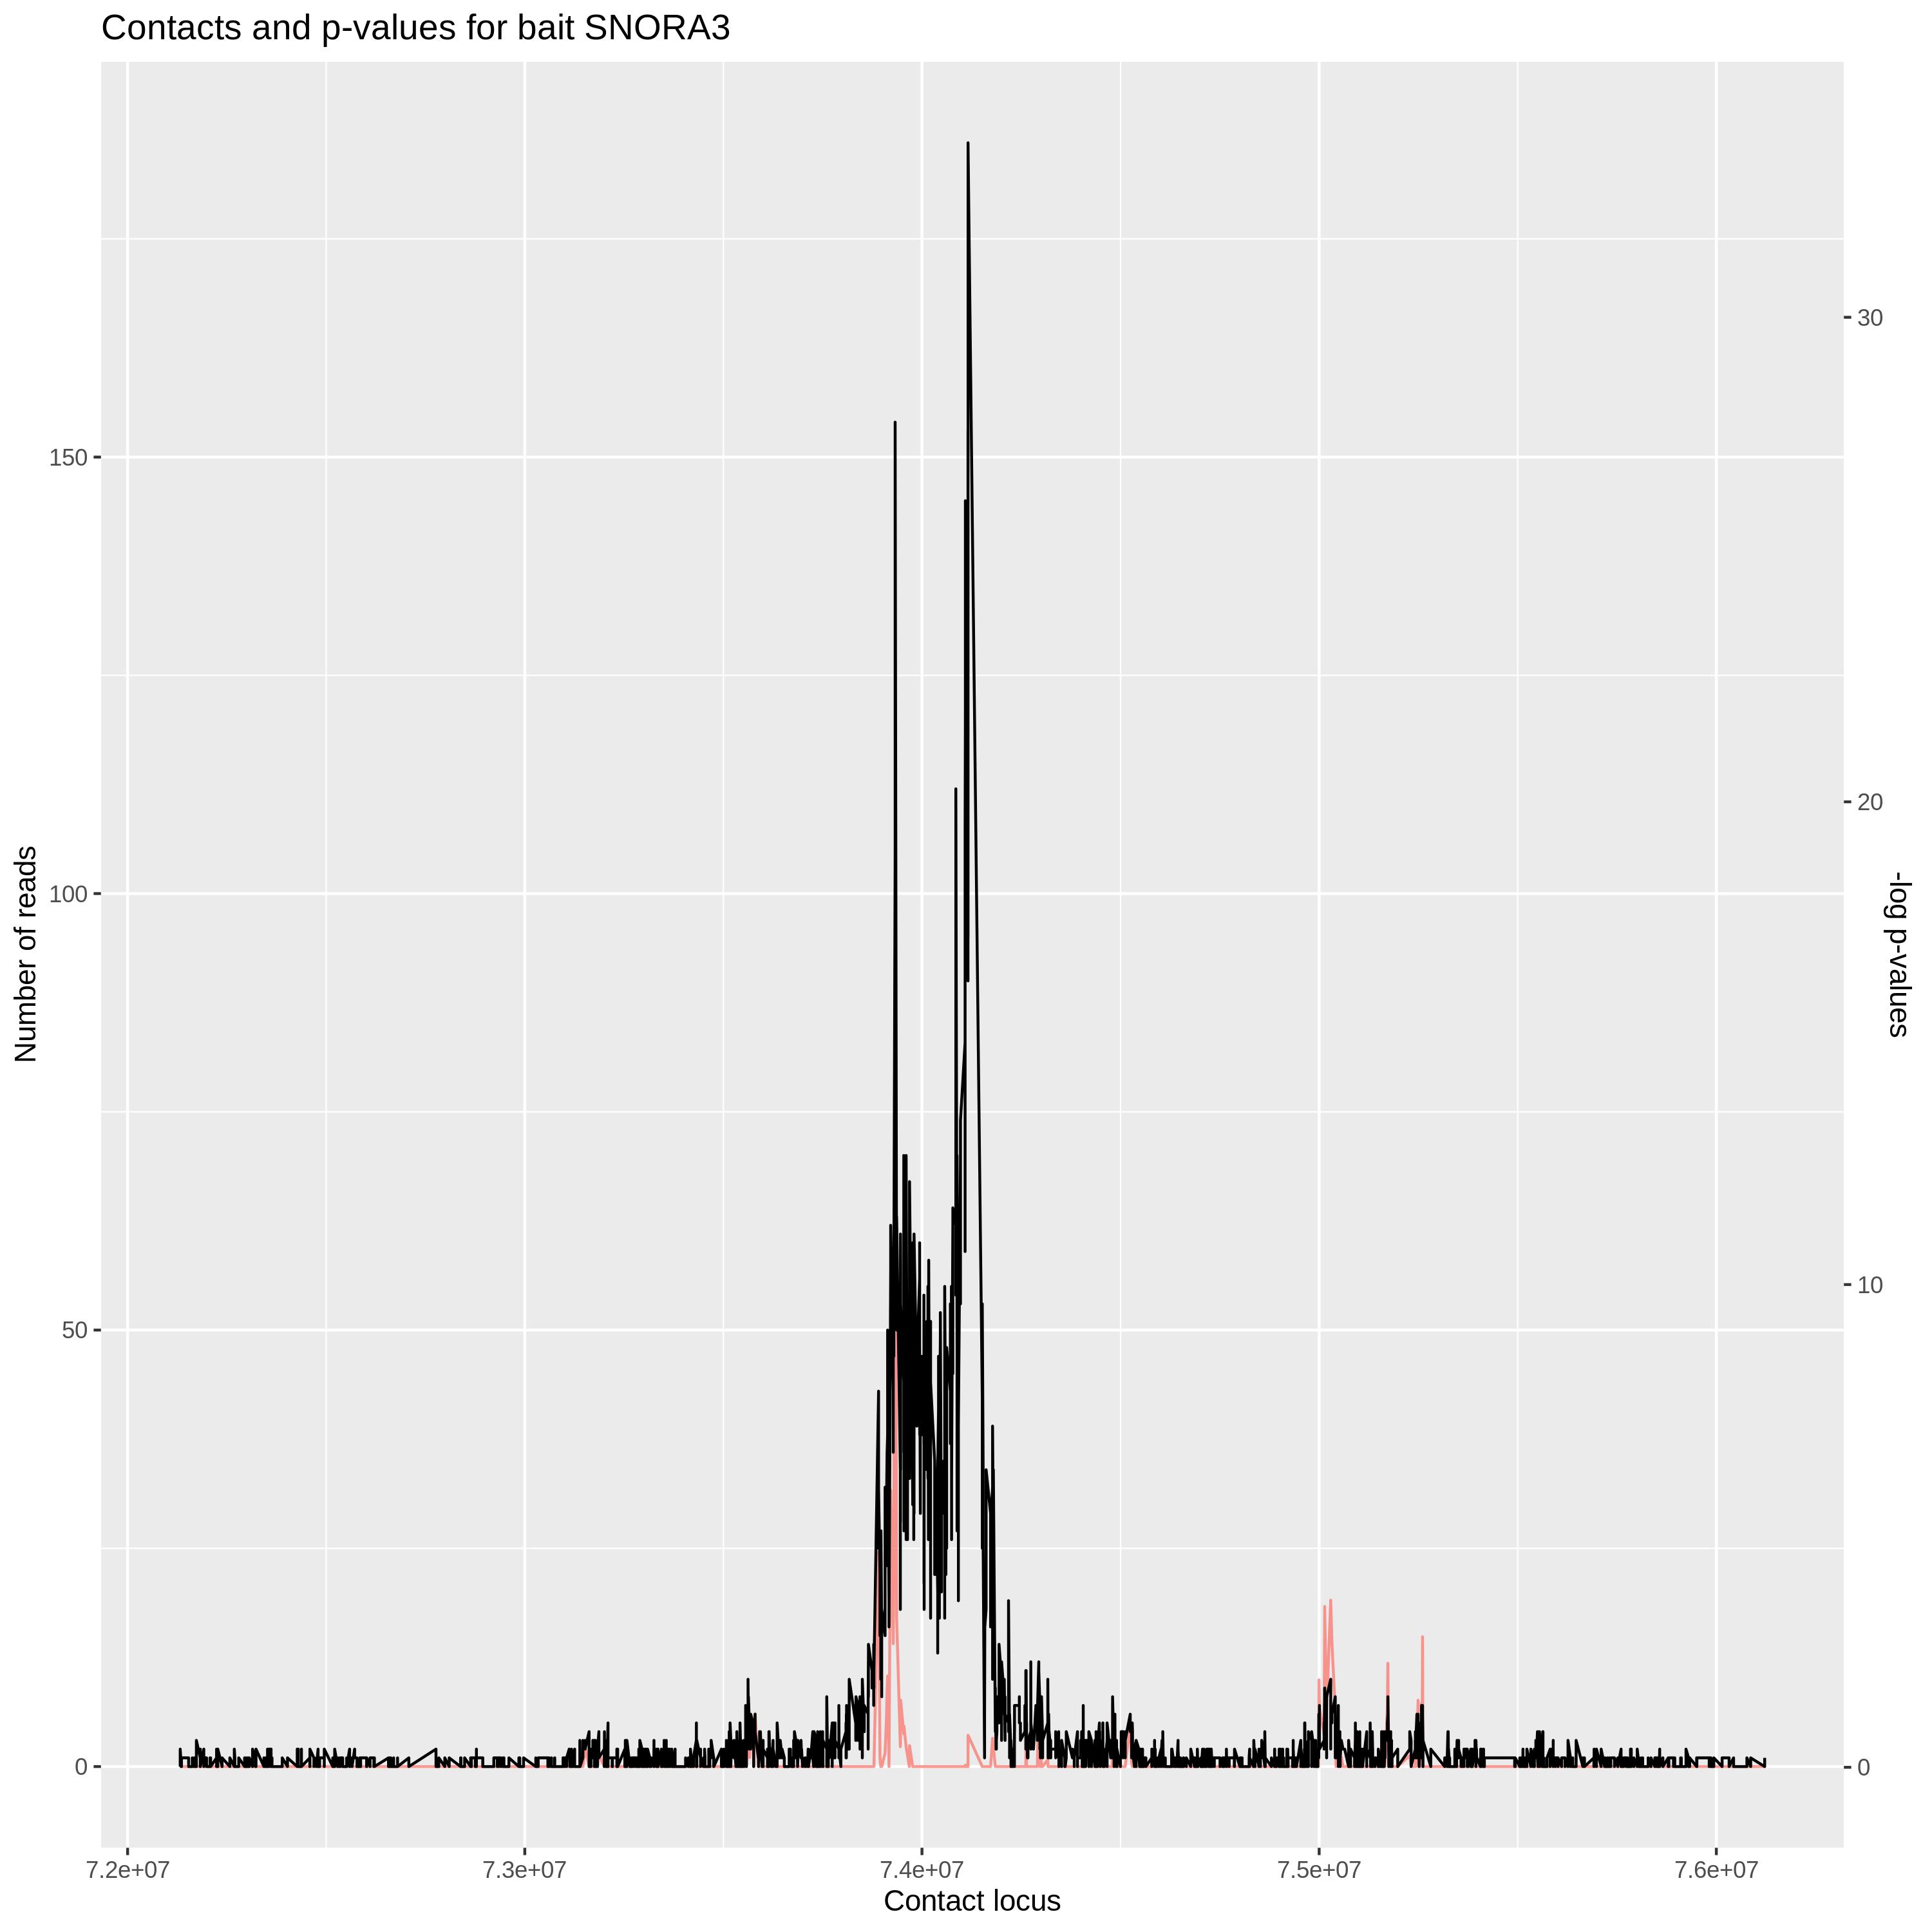 Contacts and p-values for bait SNORA3
Number of reads
150
100
50
0
30
20
10
0
-log p-values
7.2e+07
7.3e+07
7.4e+07
7.5e+07
7.6e+07
Contact locus